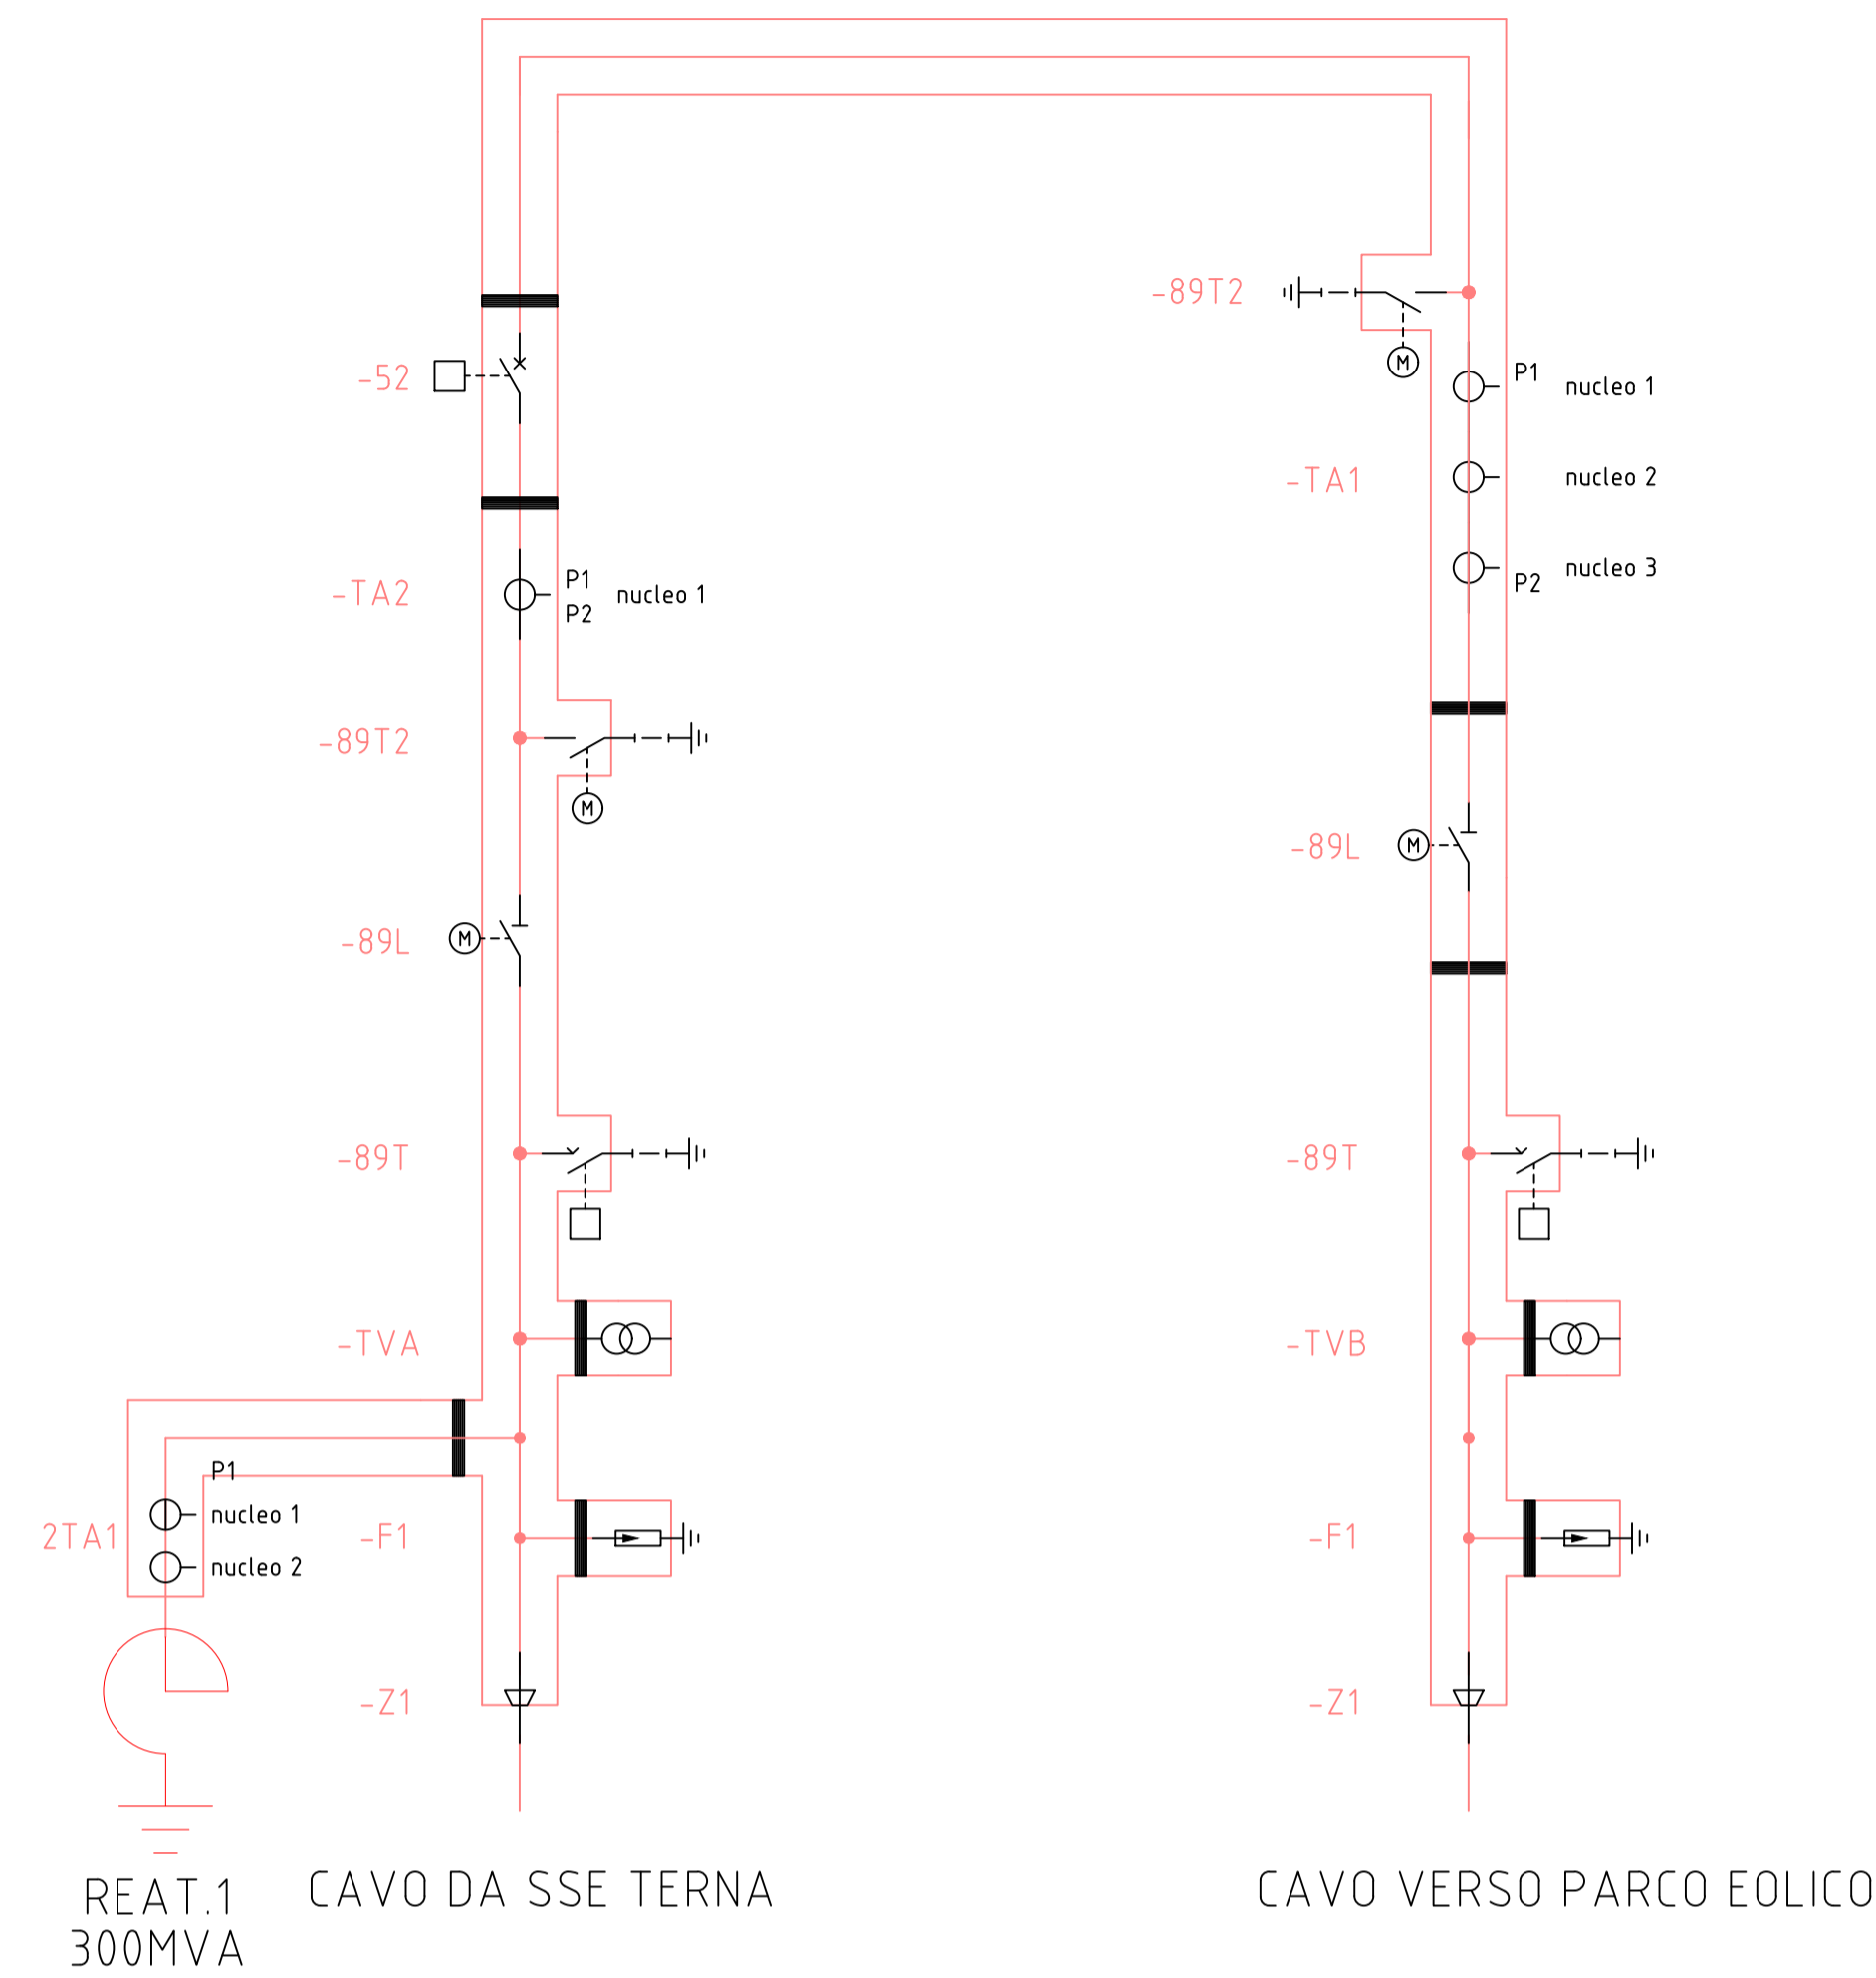 -89T2
P1
nucleo 1
-52
-TA1
nucleo 2
nucleo 3
P2
-TA2
P1
P2
nucleo 1
-89T2
M
M
-89L
M
-89L
M
-89T
-89T
-TVA
-TVB
P1
2TA1
nucleo 1
nucleo 2
-F1
-F1
-Z1
-Z1
REAT.1
300MVA
CAVO DA SSE TERNA
CAVO VERSO PARCO EOLICO